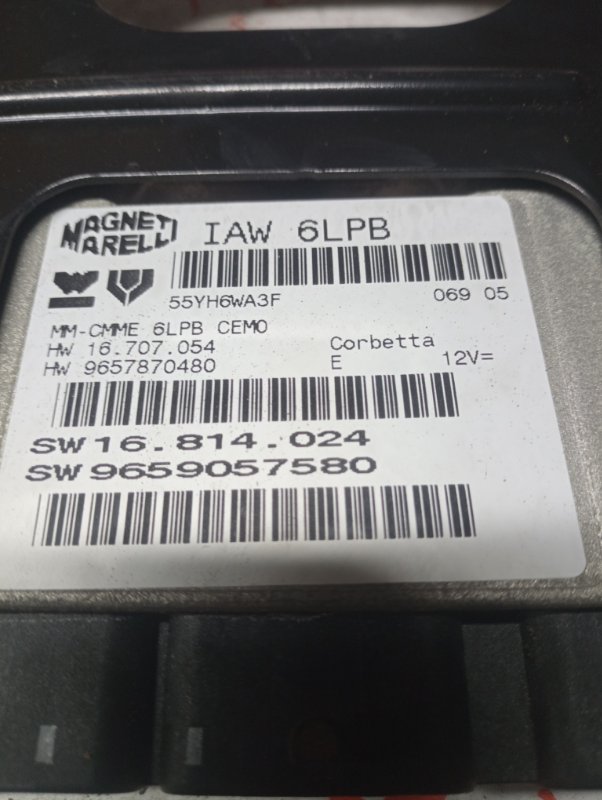 MAGNETI IAW 6LPB
MARELLI
55YH6WA3F 069 05
MM-CMME 6LPB CEMO
HW 16.707.054 Corbetta
HW 9657870480 E 12V=
SW 16.814.024
SW 9659057580